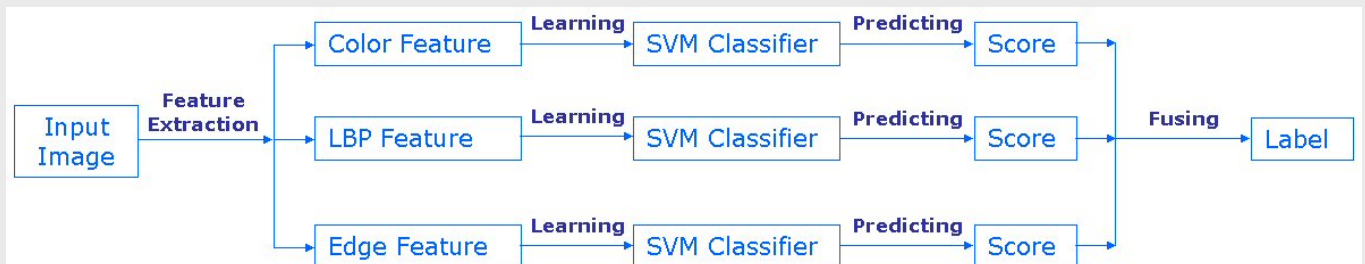 Learning
Predicting
Color Feature
SVM Classifier
Score
Feature
Extraction
Input
Image
Learning
Predicting
Fusing
LBP Feature
SVM Classifier
Score
Label
Learning
Predicting
Edge Feature
SVM Classifier
Score